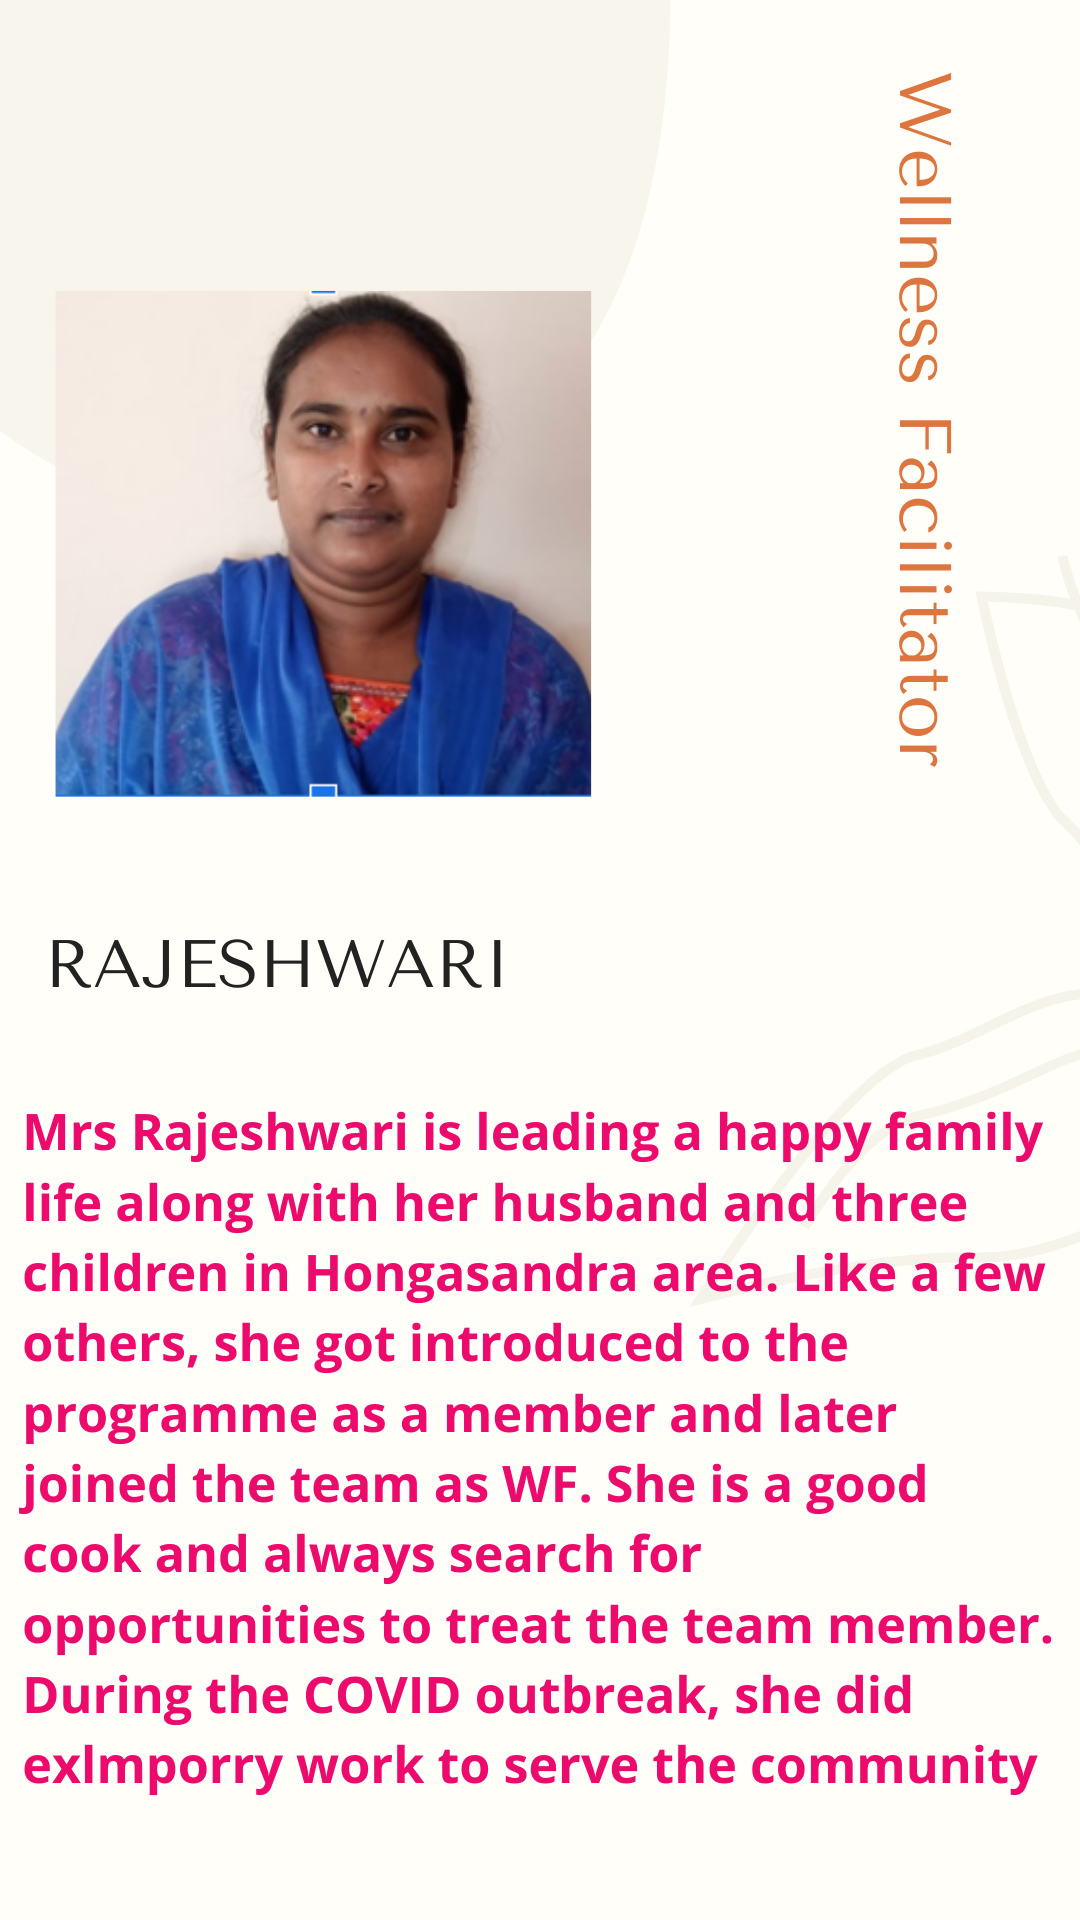 Wellness Facilitator
RAJESHWARI
Mrs Rajeshwari is leading a happy family
life along with her husband and three
children in Hongasandra area. Like a few
others, she got introduced to the
programme as a member and later
joined the team as WF. She is a good
cook and always search for
opportunities to treat the team member.
During the COVID outbreak, she did
exlmporry work to serve the community